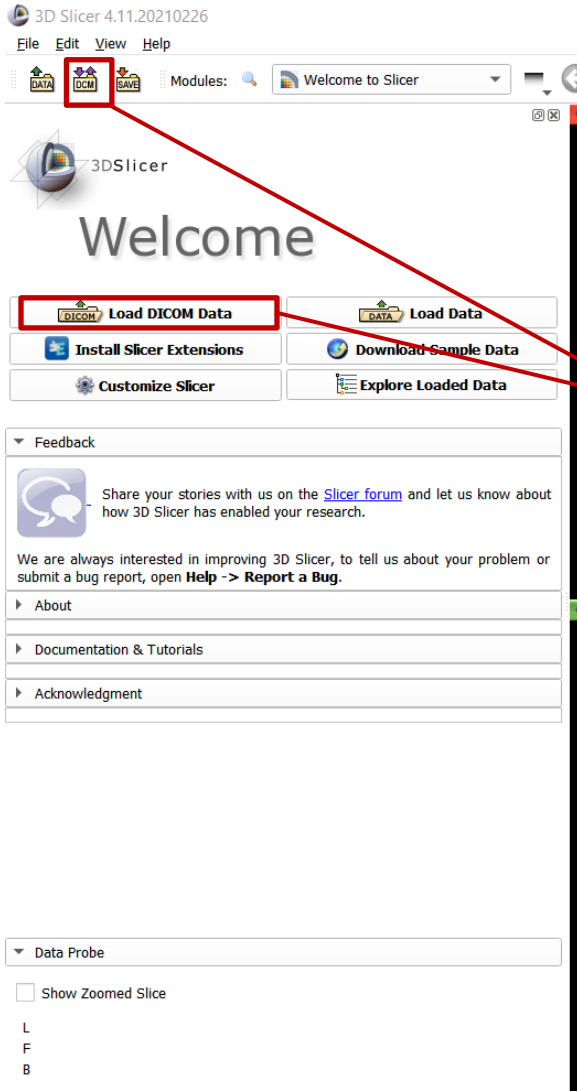 3D Slicer 4.11.20210226
File Edit View Help
DATA DCM SAVE Modules: Welcome to Slicer
3DSlicer
Welcome
DICOM Load DICOM Data DATA Load Data
Install Slicer Extensions Download Sample Data
Customize Slicer Explore Loaded Data
Feedback
Share your stories with us on the Slicer forum and let us know about
how 3D Slicer has enabled your research.
We are always interested in improving 3D Slicer, to tell us about your problem or
submit a bug report, open Help -> Report a Bug.
About
Documentation & Tutorials
Acknowledgment
Data Probe
Show Zoomed Slice
L
F
B